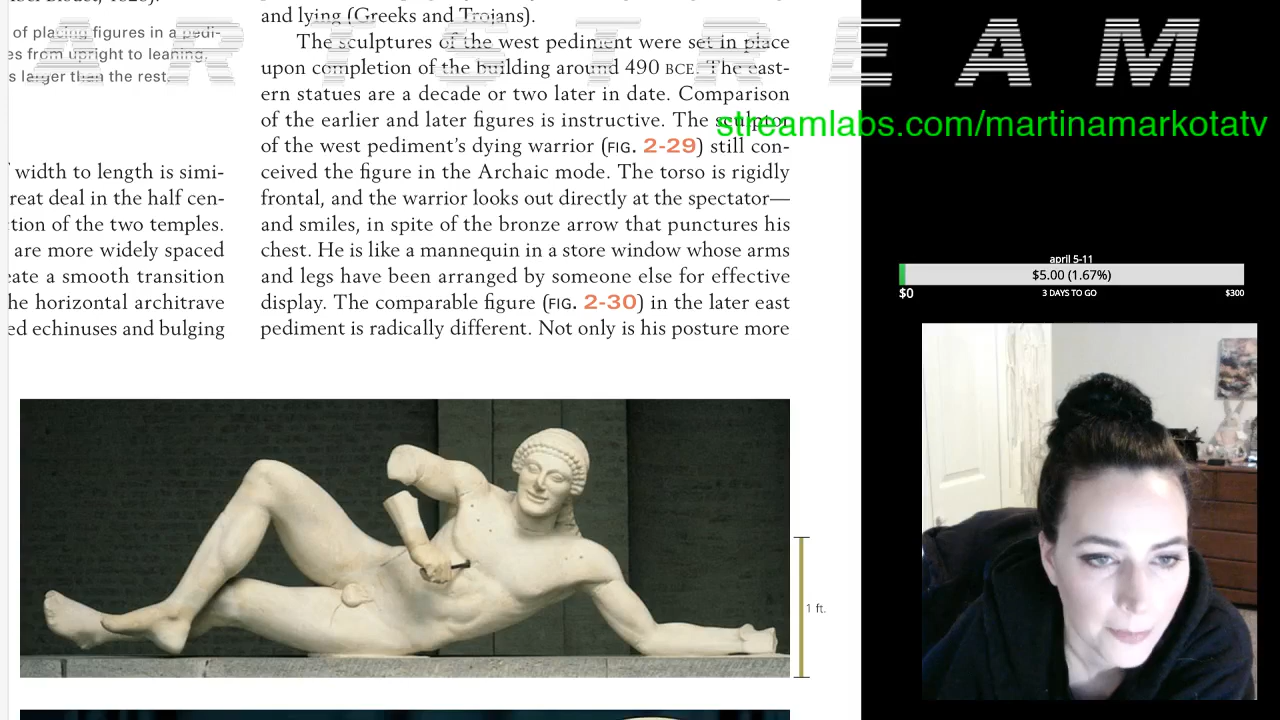 ARTSTREAM
streamlabs.com/martinamarkotatv
of placing figures in a pedi-
es from upright to leaning,
s larger than the rest.
width to length is simi-
reat deal in the half cen-
tion of the two temples.
are more widely spaced
eate a smooth transition
he horizontal architrave
ed echinuses and bulging
and lying (Greeks and Trojans).
The sculptures of the west pediment were set in place
upon completion of the building around 490 BCE. The east-
ern statues are a decade or two later in date. Comparison
of the earlier and later figures is instructive. The sculptor
of the west pediment's dying warrior (FIG. 2-29) still con-
ceived the figure in the Archaic mode. The torso is rigidly
frontal, and the warrior looks out directly at the spectator—
and smiles, in spite of the bronze arrow that punctures his
chest. He is like a mannequin in a store window whose arms
and legs have been arranged by someone else for effective
display. The comparable figure (FIG. 2-30) in the later east
pediment is radically different. Not only is his posture more
1 ft.
april 5-11
$5.00 (1.67%)
$0 3 DAYS TO GO $300